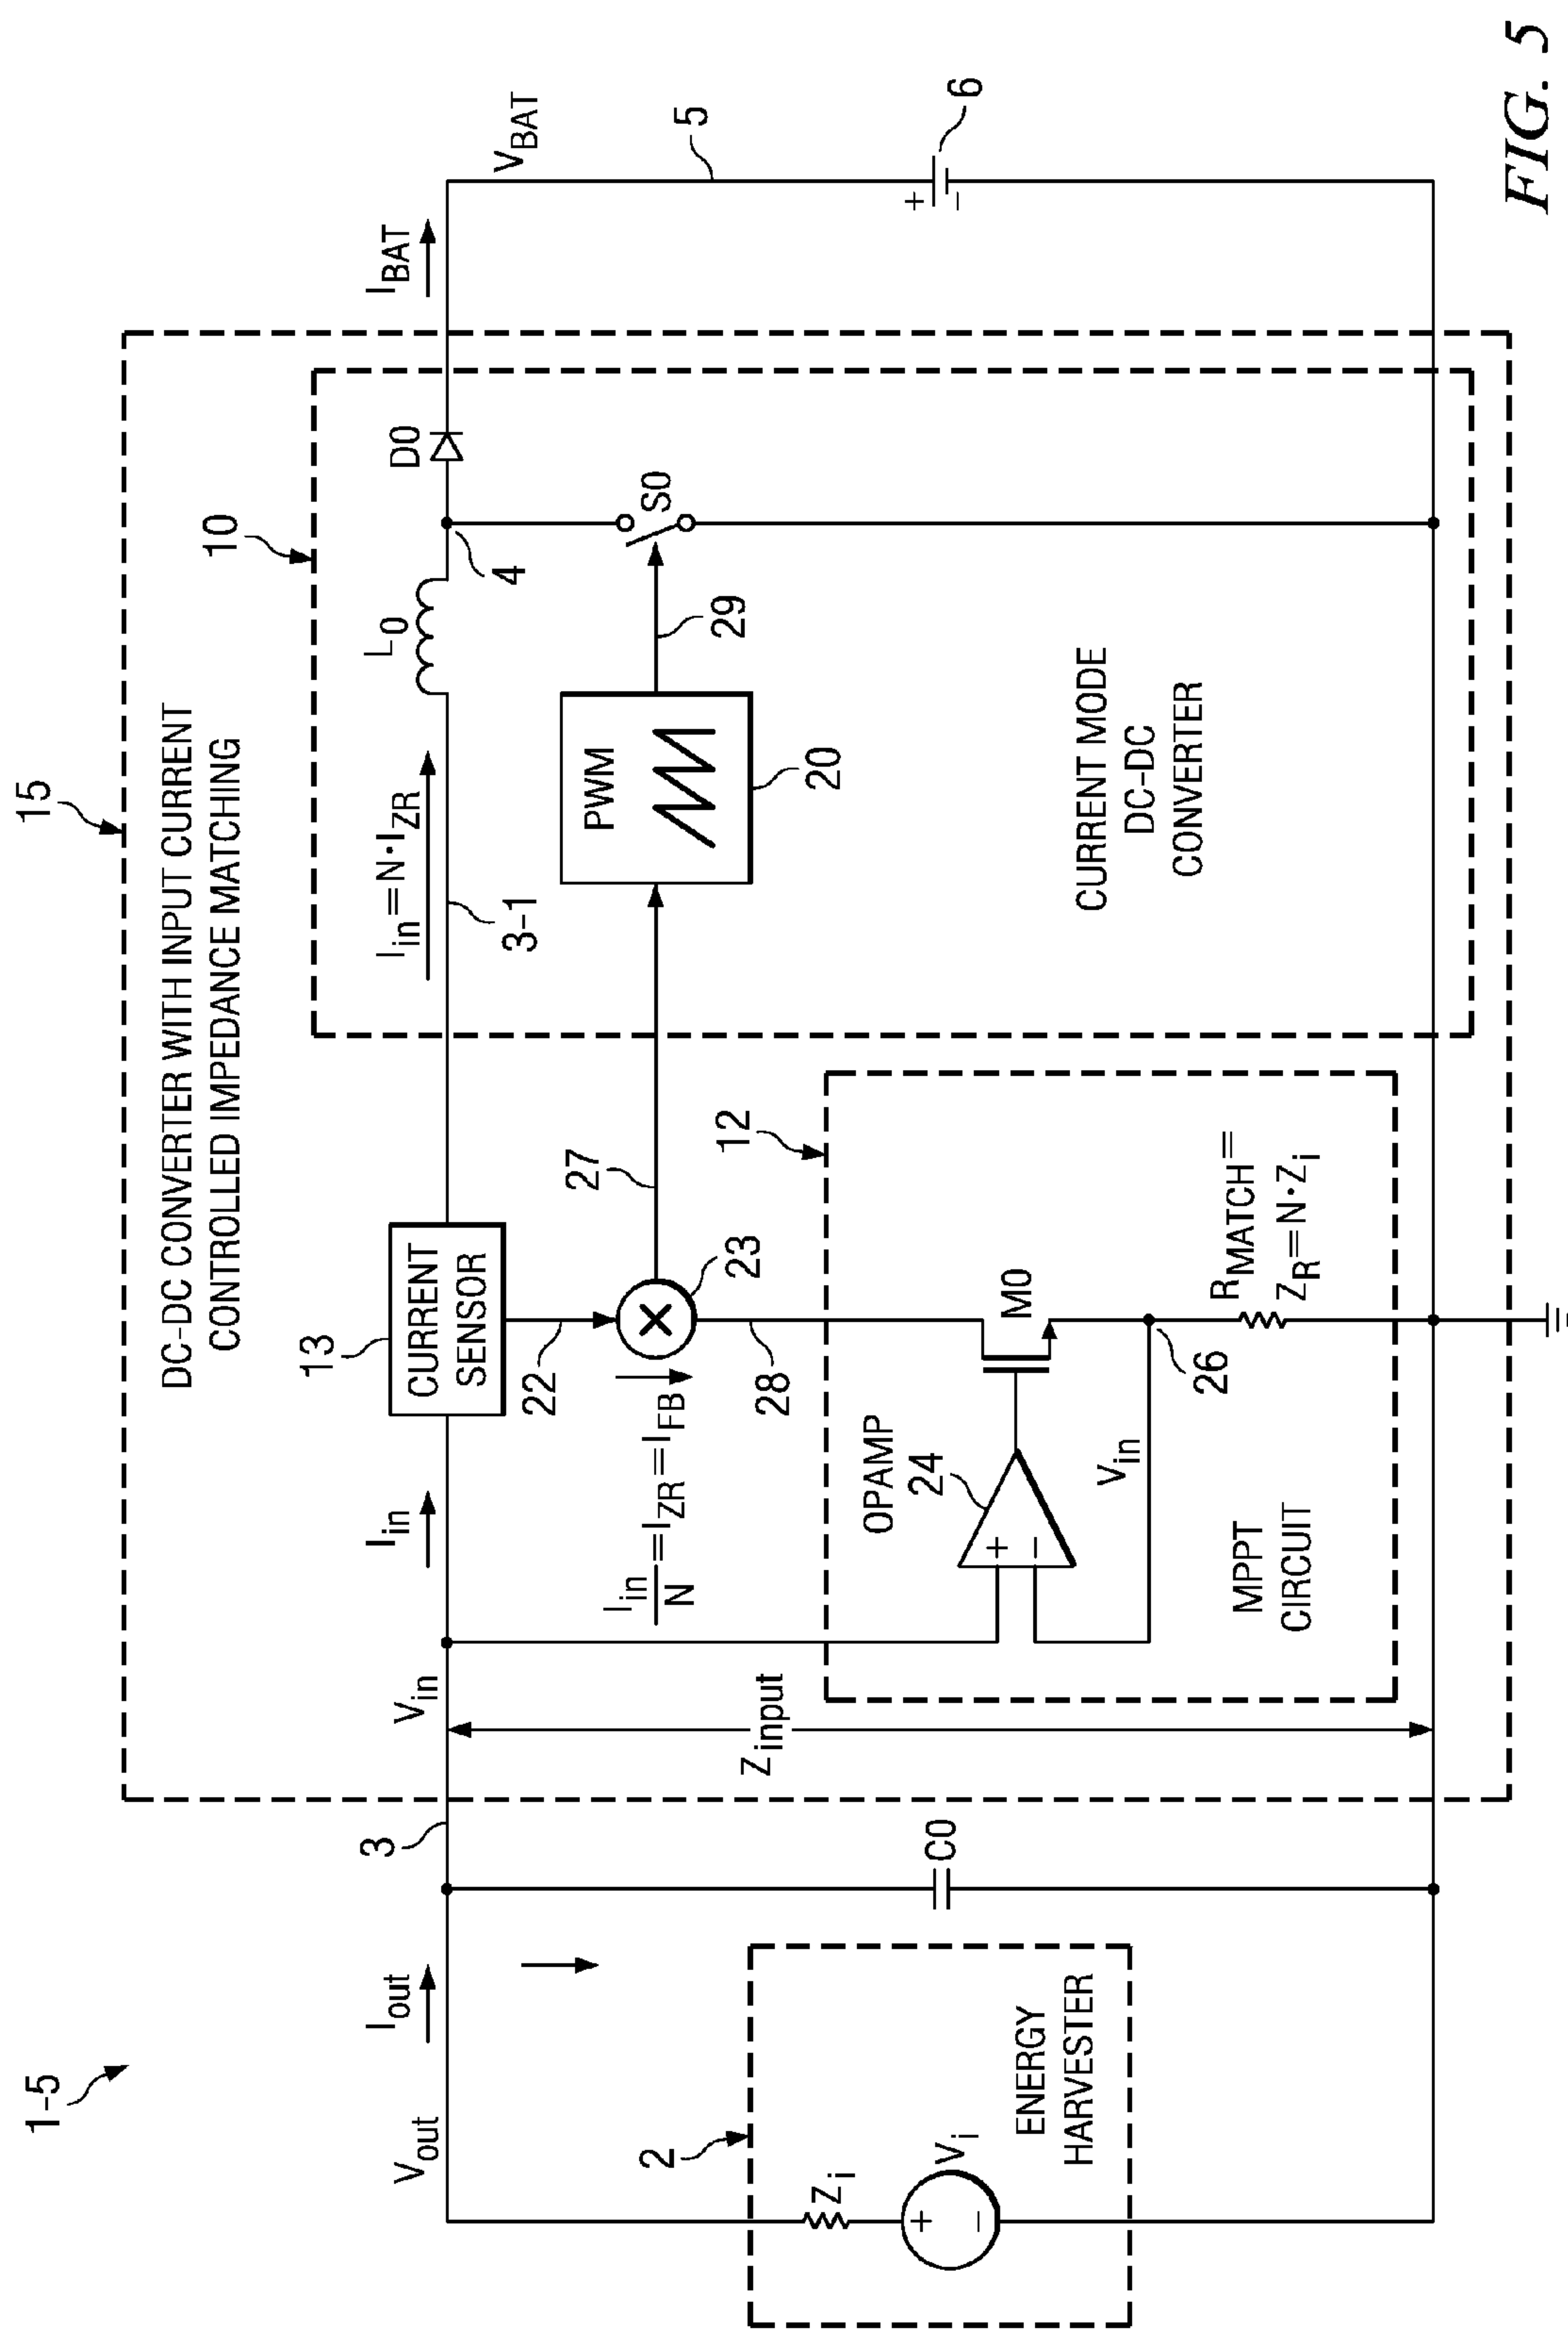 1-5
15
DC-DC CONVERTER WITH INPUT CURRENT
CONTROLLED IMPEDANCE MATCHING
13
10
V_out
I_out
3
V_in
I_in
CURRENT
SENSOR
I_in=N·I_ZR
3-1
L_0
4
D0
I_BAT
V_BAT
5
22
23
27
I_in/N=I_ZR=I_FB
28
PWM
20
29
S0
2
Z_i
+
−
V_i
ENERGY
HARVESTER
C0
Z_input
12
OPAMP
24
+
−
V_in
M0
26
MPPT
CIRCUIT
R_MATCH=
Z_R=N·Z_i
CURRENT MODE
DC-DC
CONVERTER
+
−
6
FIG. 5